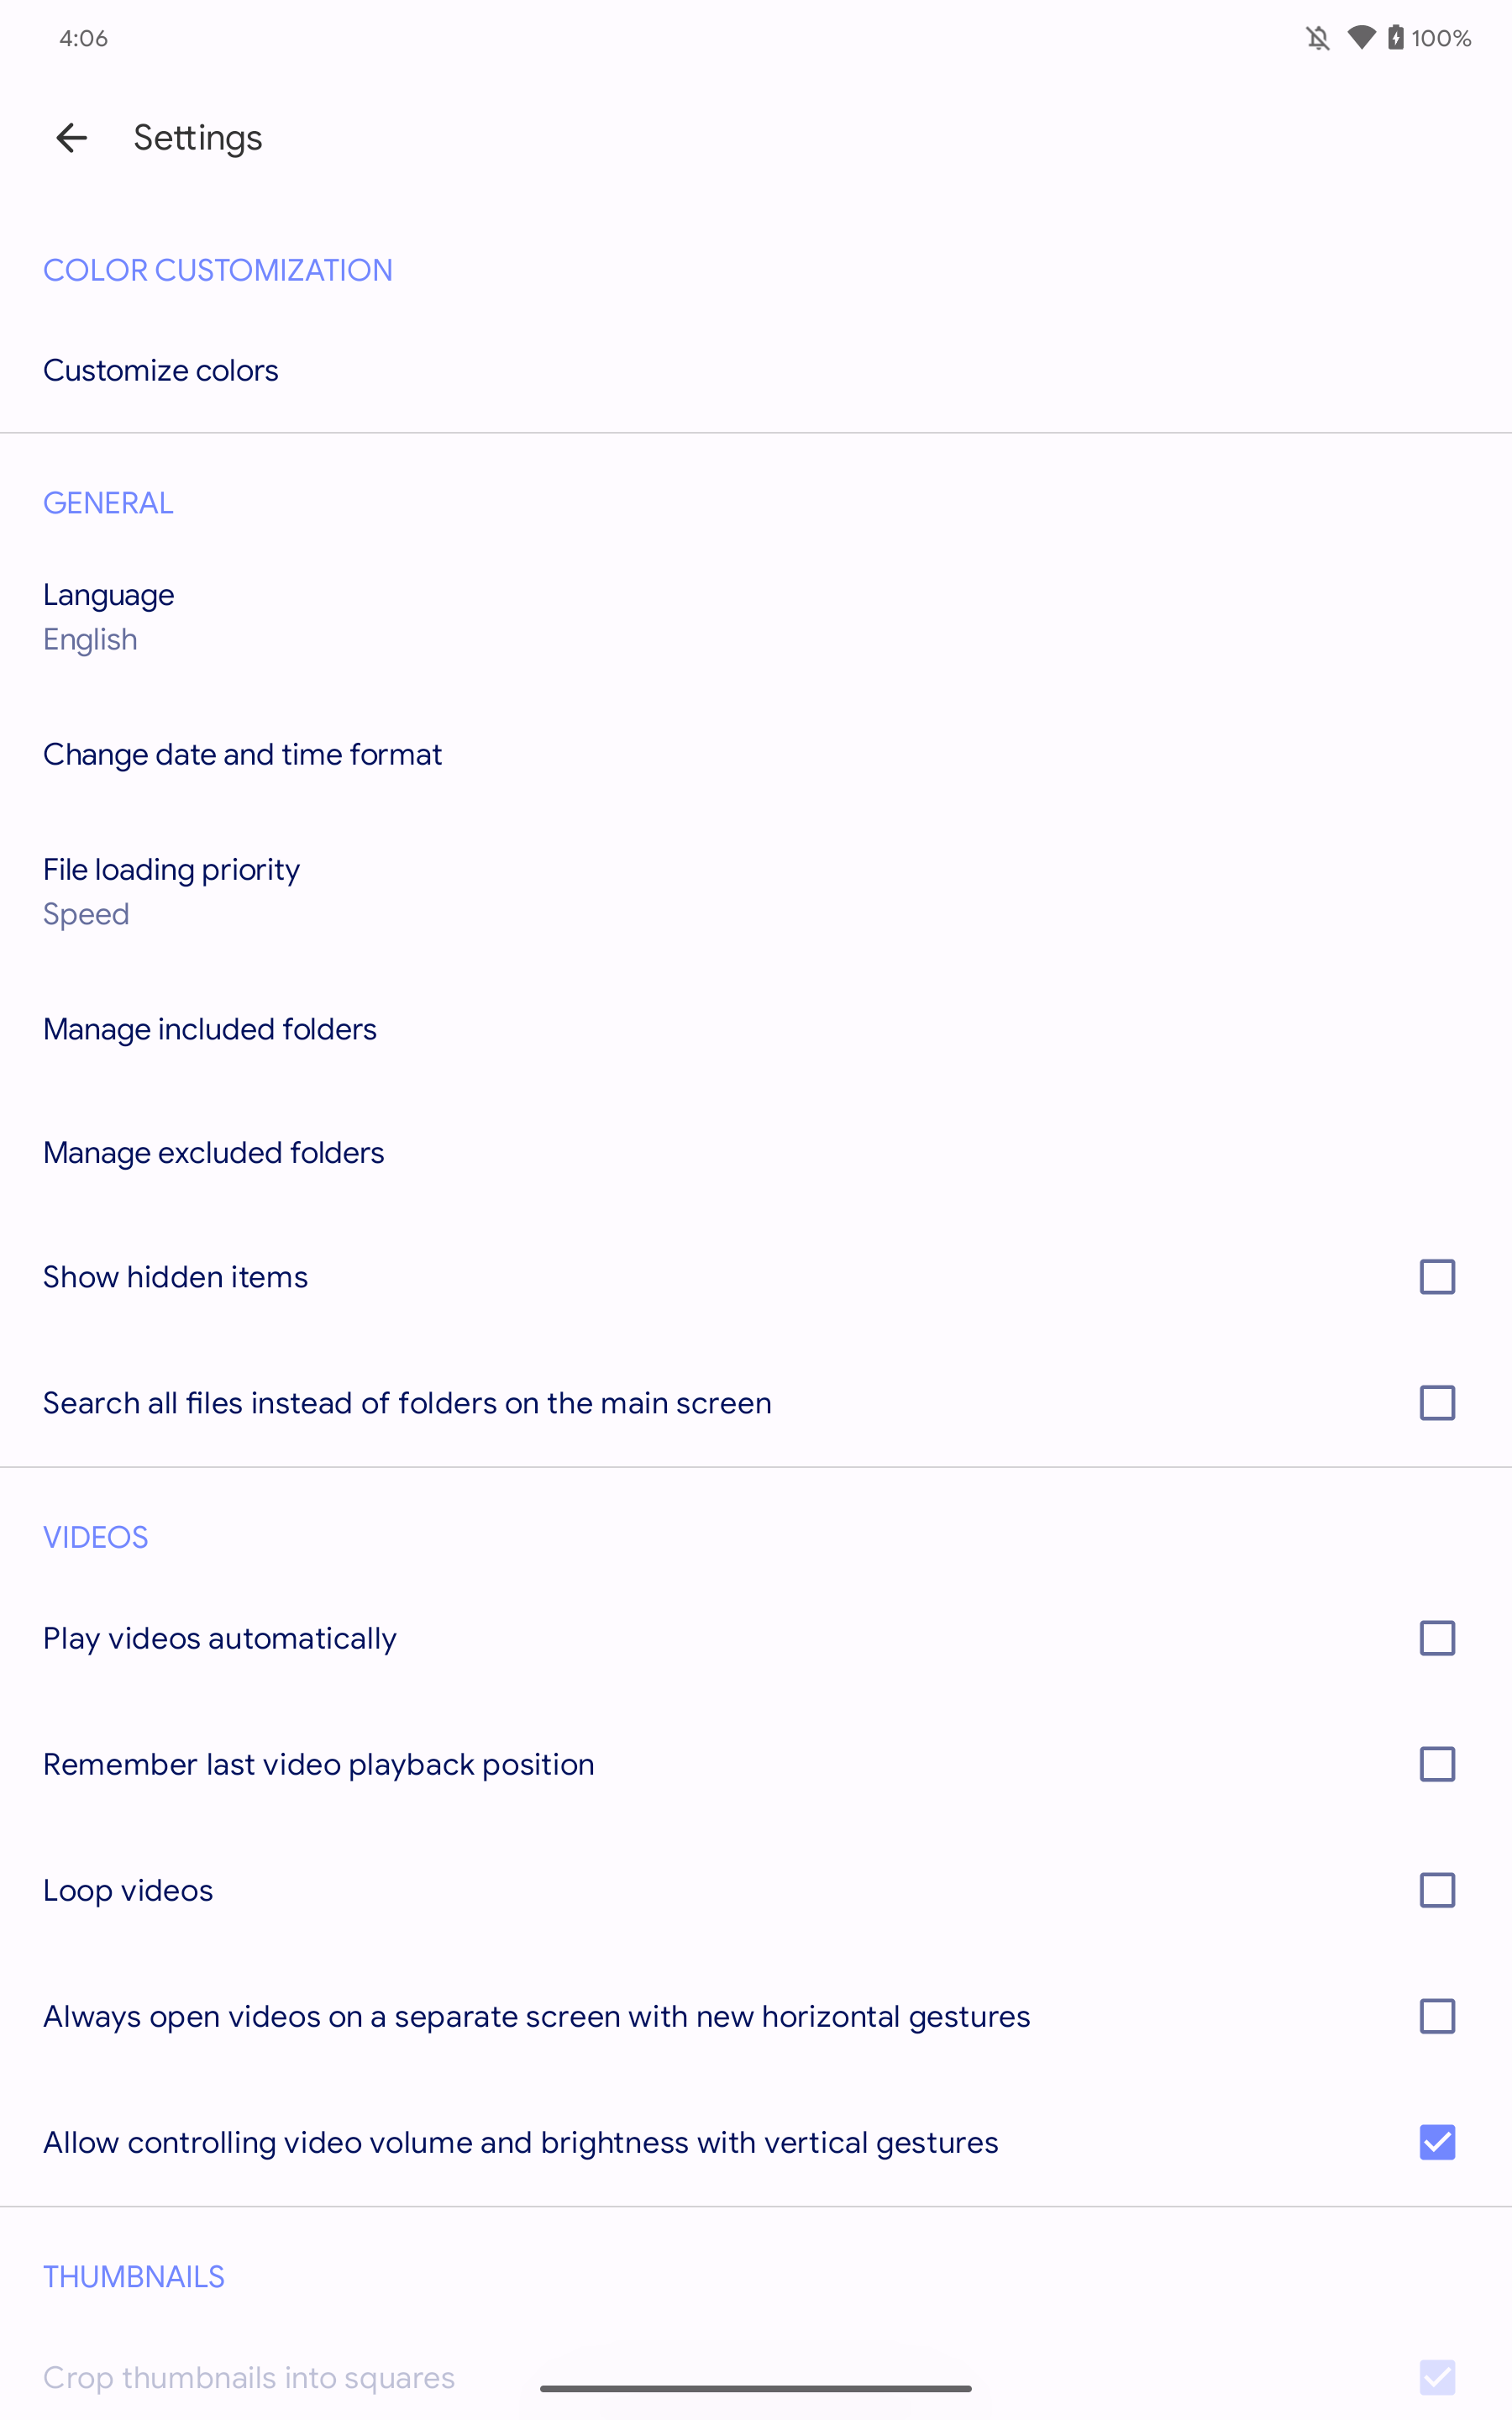 4:06
100%
Settings
COLOR CUSTOMIZATION
Customize colors
GENERAL
Language
English
Change date and time format
File loading priority
Speed
Manage included folders
Manage excluded folders
Show hidden items
Search all files instead of folders on the main screen
VIDEOS
Play videos automatically
Remember last video playback position
Loop videos
Always open videos on a separate screen with new horizontal gestures
Allow controlling video volume and brightness with vertical gestures
THUMBNAILS
Crop thumbnails into squares